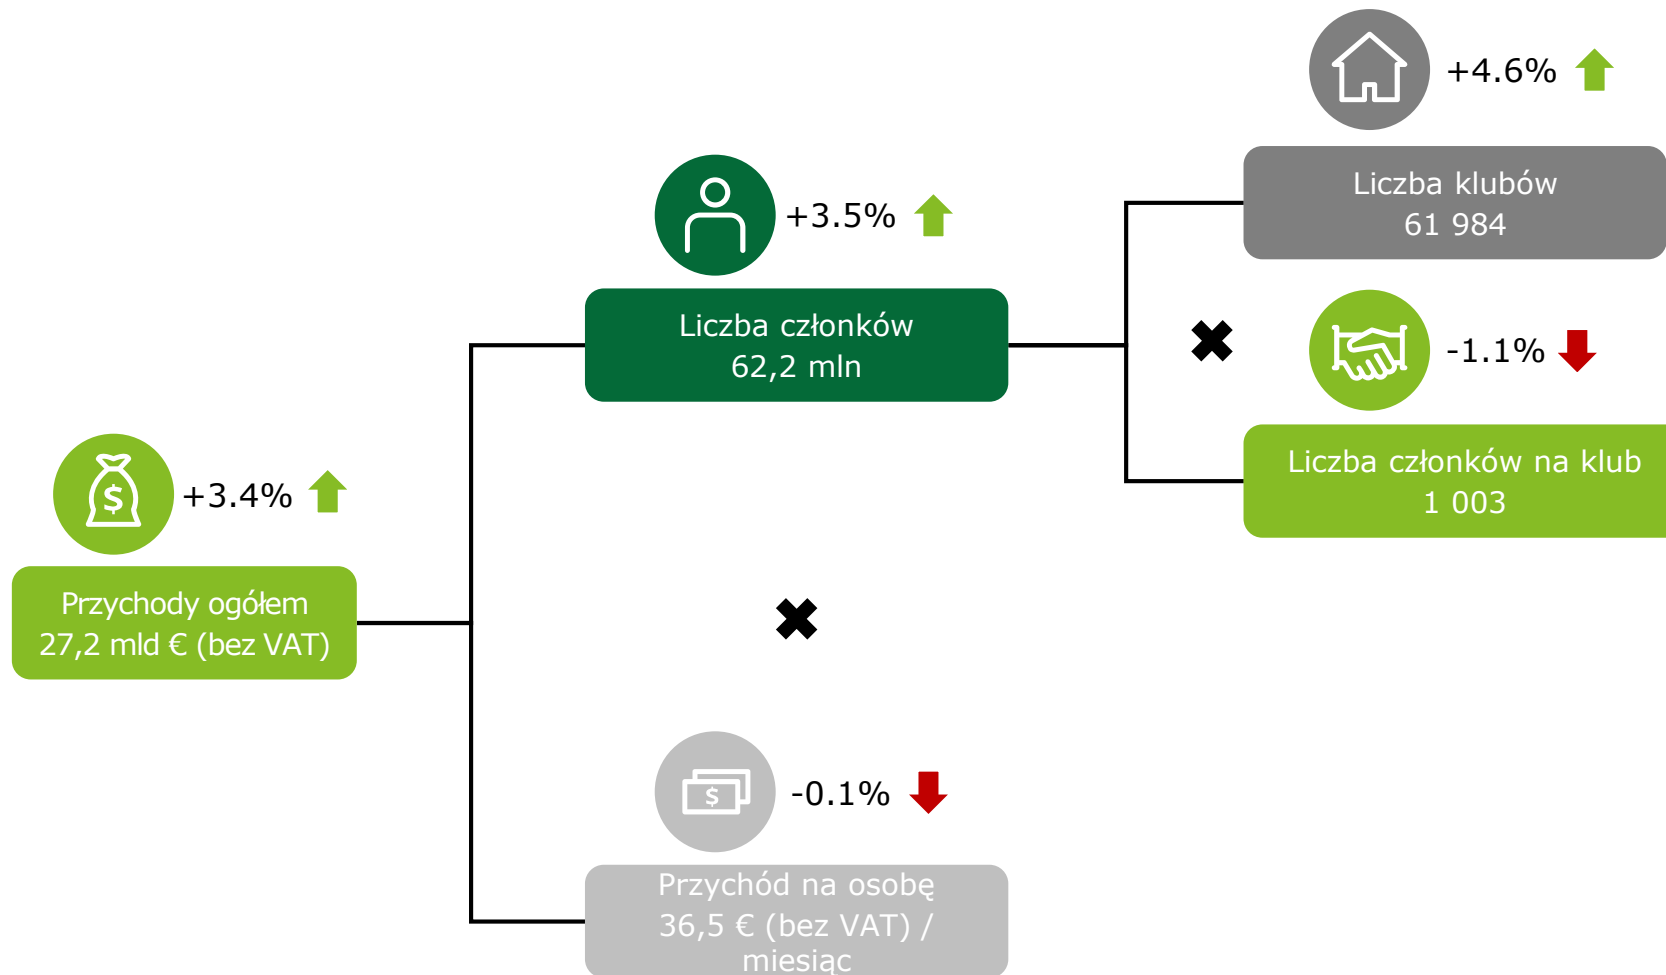 +4.6%
Liczba klubów
61 984
+3.5%
Liczba członków
62,2 mln
-1.1%
Liczba członków na klub
1 003
$
+3.4%
Przychody ogółem
27,2 mld € (bez VAT)
$
-0.1%
Przychód na osobę
36,5 € (bez VAT) /
miesiąc